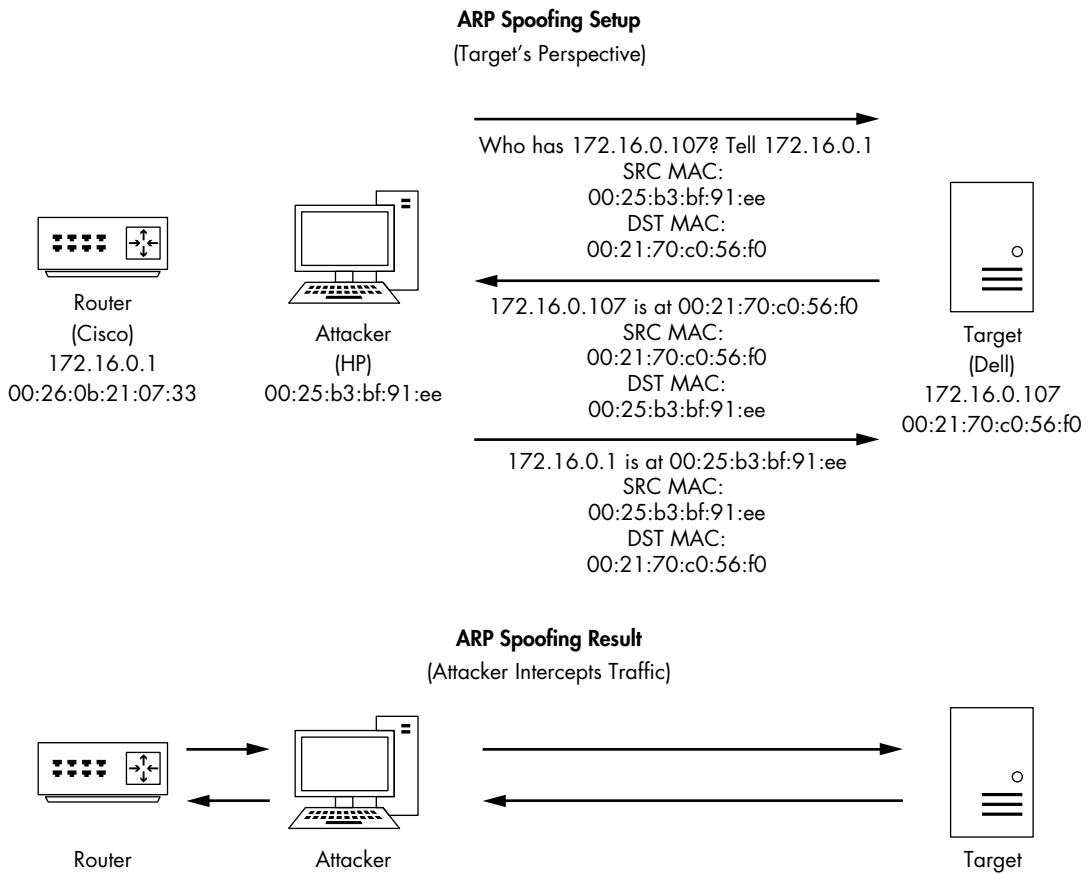 ARP Spoofing Setup
(Target's Perspective)
Who has 172.16.0.107? Tell 172.16.0.1
SRC MAC:
00:25:b3:bf:91:ee
DST MAC:
00:21:70:c0:56:f0
172.16.0.107 is at 00:21:70:c0:56:f0
SRC MAC:
00:21:70:c0:56:f0
DST MAC:
00:25:b3:bf:91:ee
172.16.0.1 is at 00:25:b3:bf:91:ee
SRC MAC:
00:25:b3:bf:91:ee
DST MAC:
00:21:70:c0:56:f0
Router
(Cisco)
172.16.0.1
00:26:0b:21:07:33
Attacker
(HP)
00:25:b3:bf:91:ee
Target
(Dell)
172.16.0.107
00:21:70:c0:56:f0
ARP Spoofing Result
(Attacker Intercepts Traffic)
Router
Attacker
Target